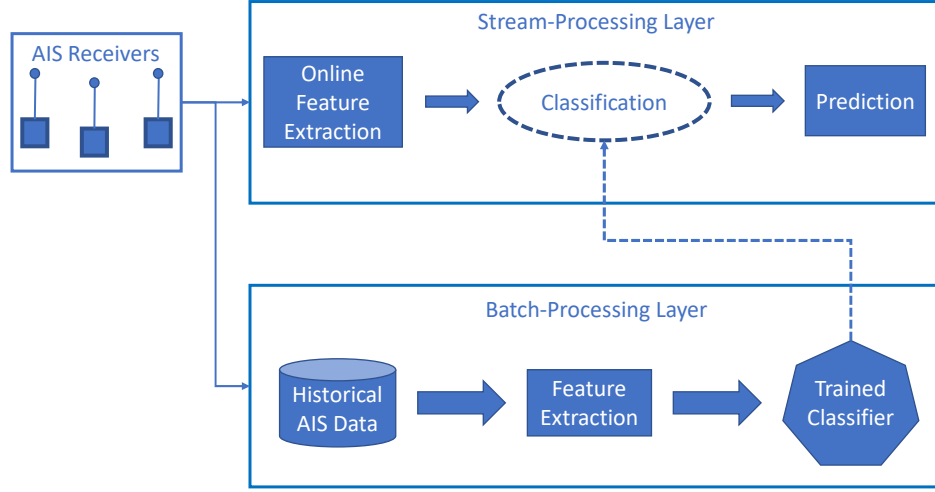 Stream-Processing Layer
AIS Receivers
Online
Feature
Extraction
Classification
Prediction
Batch-Processing Layer
Historical
AIS Data
Feature
Extraction
Trained
Classifier